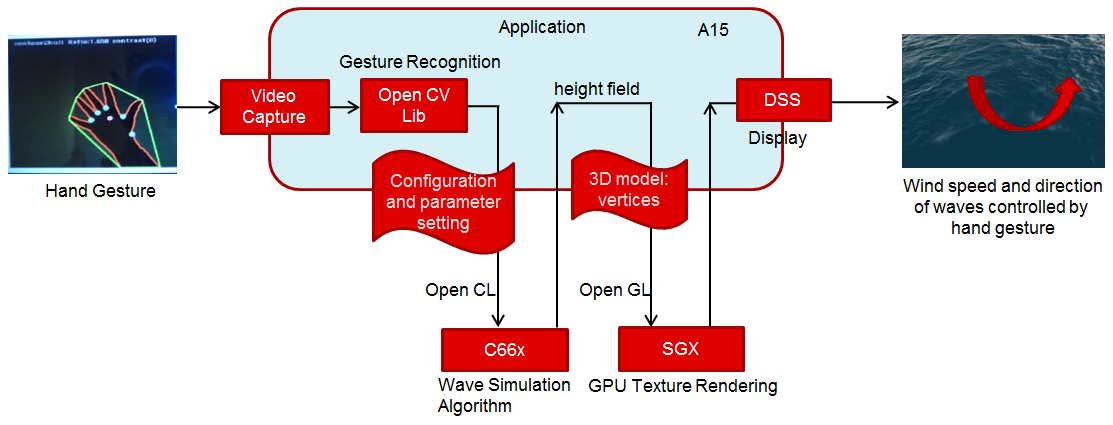 Application
A15
contour2hull Ratio:1.558 contrast(0)
Gesture Recognition
Video
Capture
Open CV
Lib
height field
DSS
Display
Hand Gesture
Configuration
and parameter
setting
3D model:
vertices
Wind speed and direction
of waves controlled by
hand gesture
Open CL
Open GL
C66x
SGX
Wave Simulation
Algorithm
GPU Texture Rendering